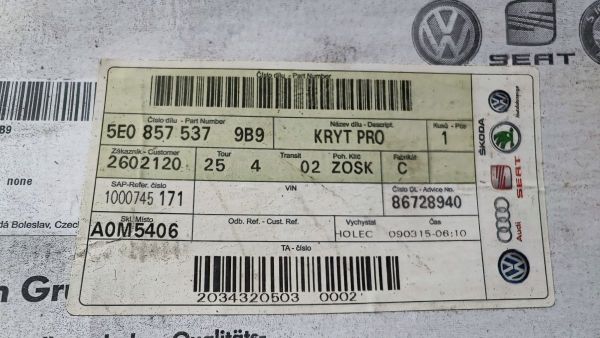 SEAT
Číslo dílu - Part Number
Číslo dílu - Part Number
Název dílu - Descript.
Kusů - Pcs
5E0 857 537 9B9
KRYT PRO
1
Zákazník - Customer
Tour
Transit
Poh. Klíč
Fabrikát
2602120
25 4
02
ZOSK
C
SAP-Refer. číslo
VIN
Číslo DL - Advice No.
1000745 171
86728940
Skl. Místo
Odb. Ref. - Cust. Ref.
Vychystal
Čas
A0M5406
HOLEC
090315-06:10
TA - číslo
2034320503 0002
ŠKODA
SEAT
Audi
B9
none
dá Boleslav, Czech
n Gru
Qualitäts-